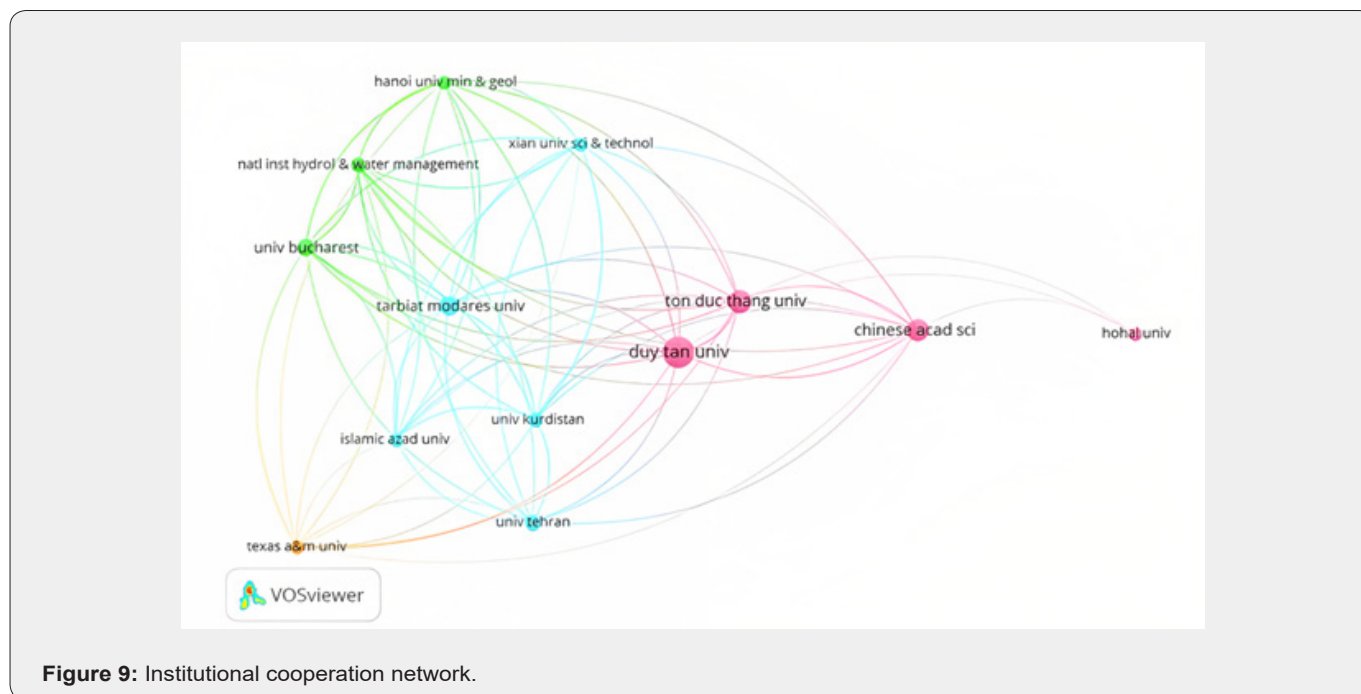 hanoi univ min & geol
xian univ sci & technol
natl inst hydrol & water management
univ bucharest
tarbiat modares univ
ton duc thang univ
chinese acad sci
hohal univ
duy tan univ
univ kurdistan
islamic azad univ
univ tehran
texas a&m univ
VOSviewer
Figure 9: Institutional cooperation network.